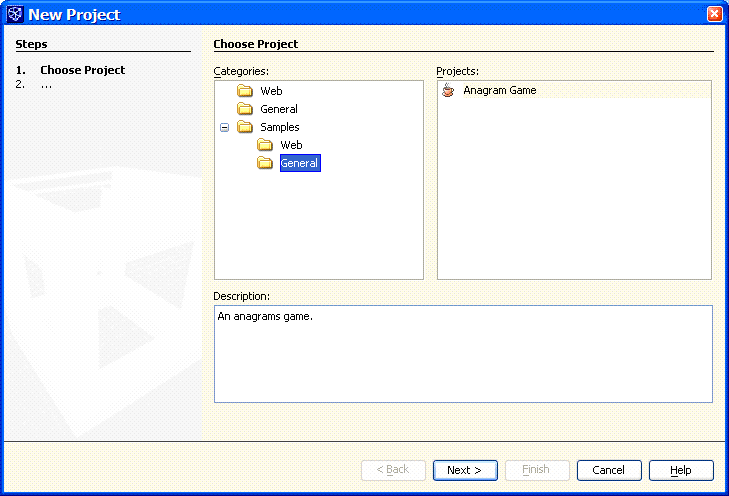 New Project
Steps
1. Choose Project
2. ...
Choose Project
Categories:
Web
General
Samples
Web
General
Projects:
Anagram Game
Description:
An anagrams game.
< Back
Next >
Finish
Cancel
Help